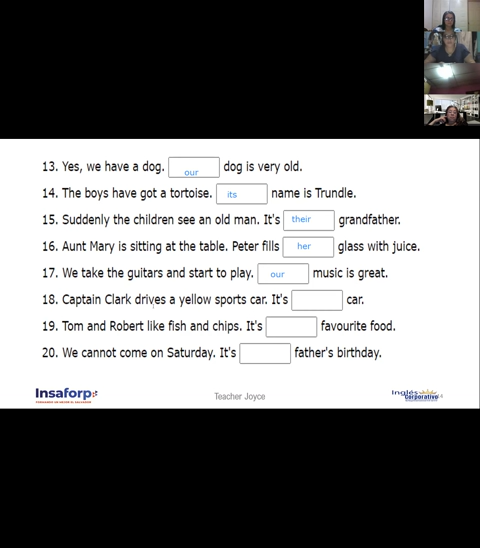 13. Yes, we have a dog. our dog is very old.
14. The boys have got a tortoise. its name is Trundle.
15. Suddenly the children see an old man. It's their grandfather.
16. Aunt Mary is sitting at the table. Peter fills her glass with juice.
17. We take the guitars and start to play. our music is great.
18. Captain Clark drives a yellow sports car. It's car.
19. Tom and Robert like fish and chips. It's favourite food.
20. We cannot come on Saturday. It's father's birthday.
Insaforp
Teacher Joyce
Inglés
Corporativo